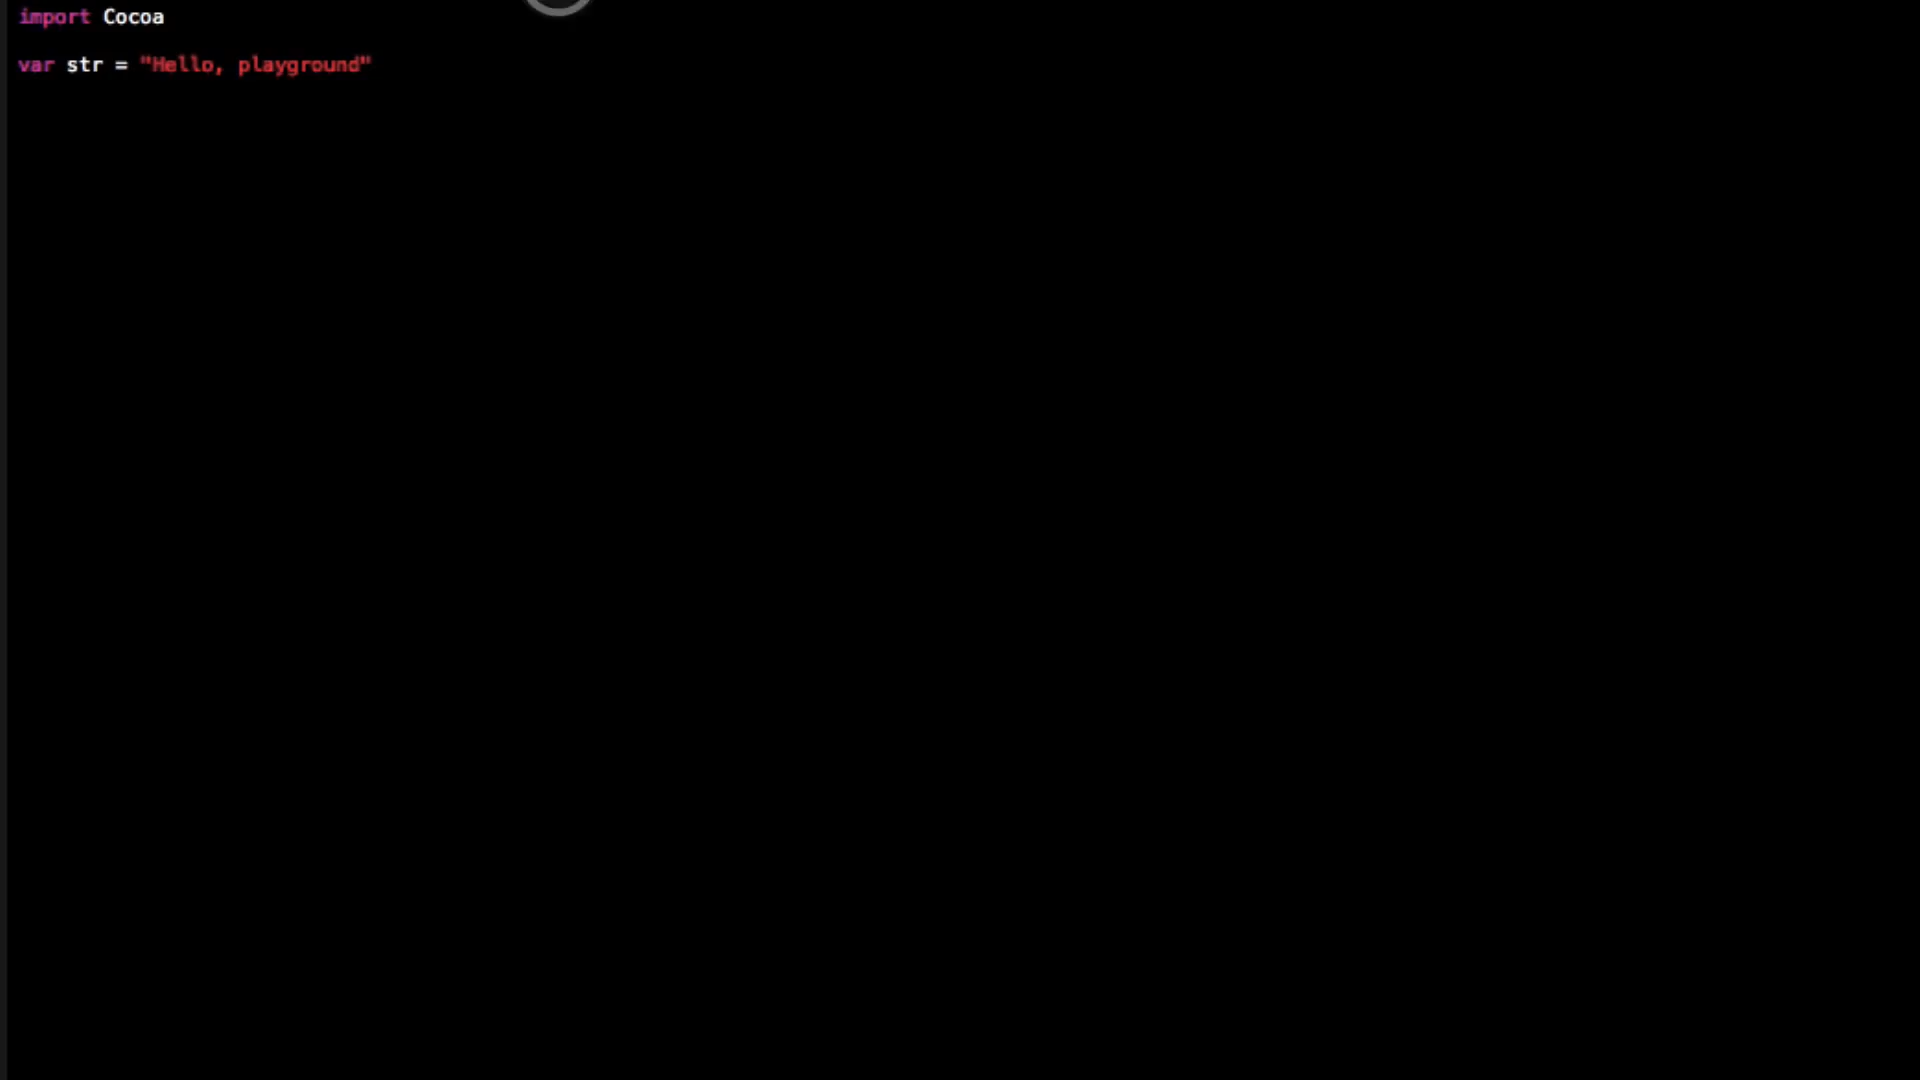 import Cocoa
var str = "Hello, playground"